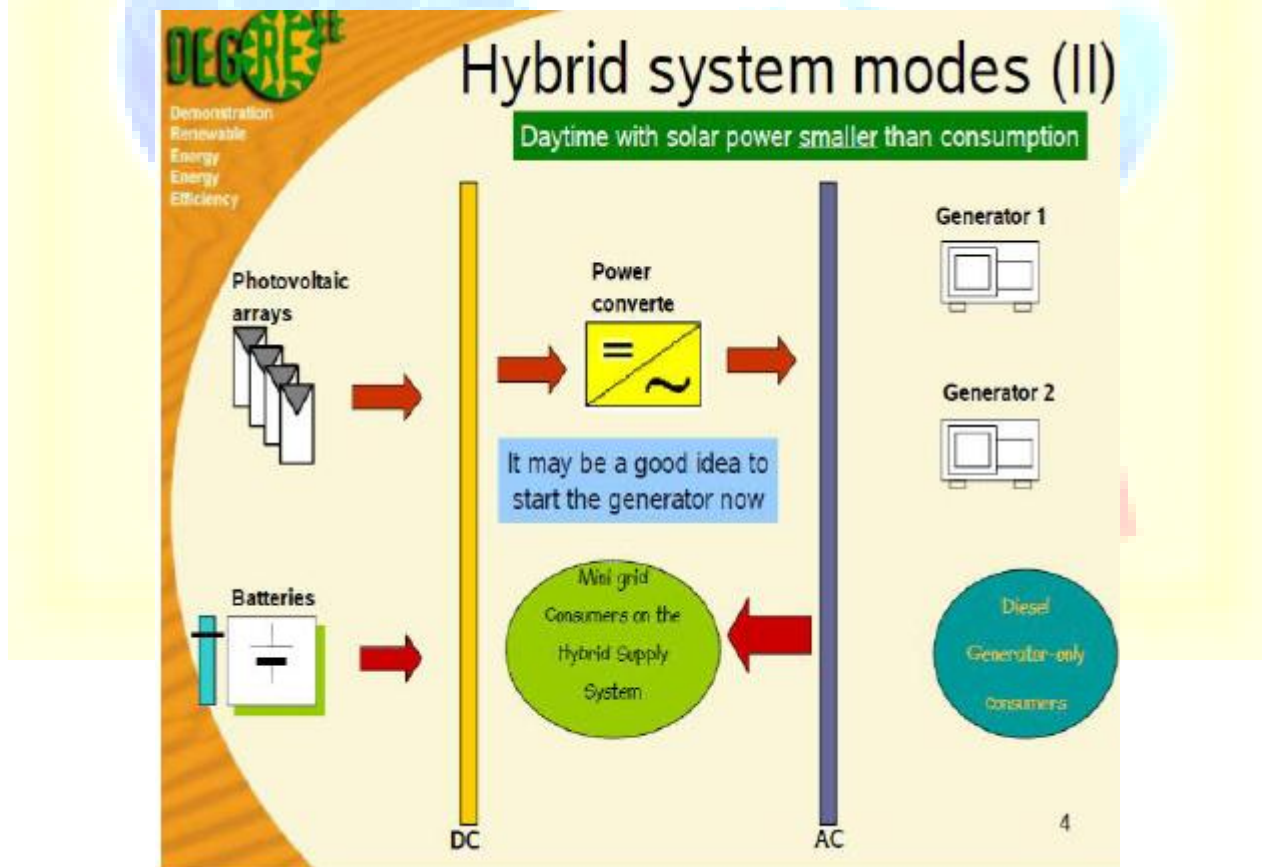 DEGRE
Demonstration
Renewable
Energy
Energy
Efficiency
Hybrid system modes (II)
Daytime with solar power smaller than consumption
Photovoltaic
arrays
Power
converte
Generator 1
Generator 2
It may be a good idea to
start the generator now
Batteries
Mini grid
Consumers on the
Hybrid Supply
System
Diesel
Generator-only
Consumers
DC
AC
4